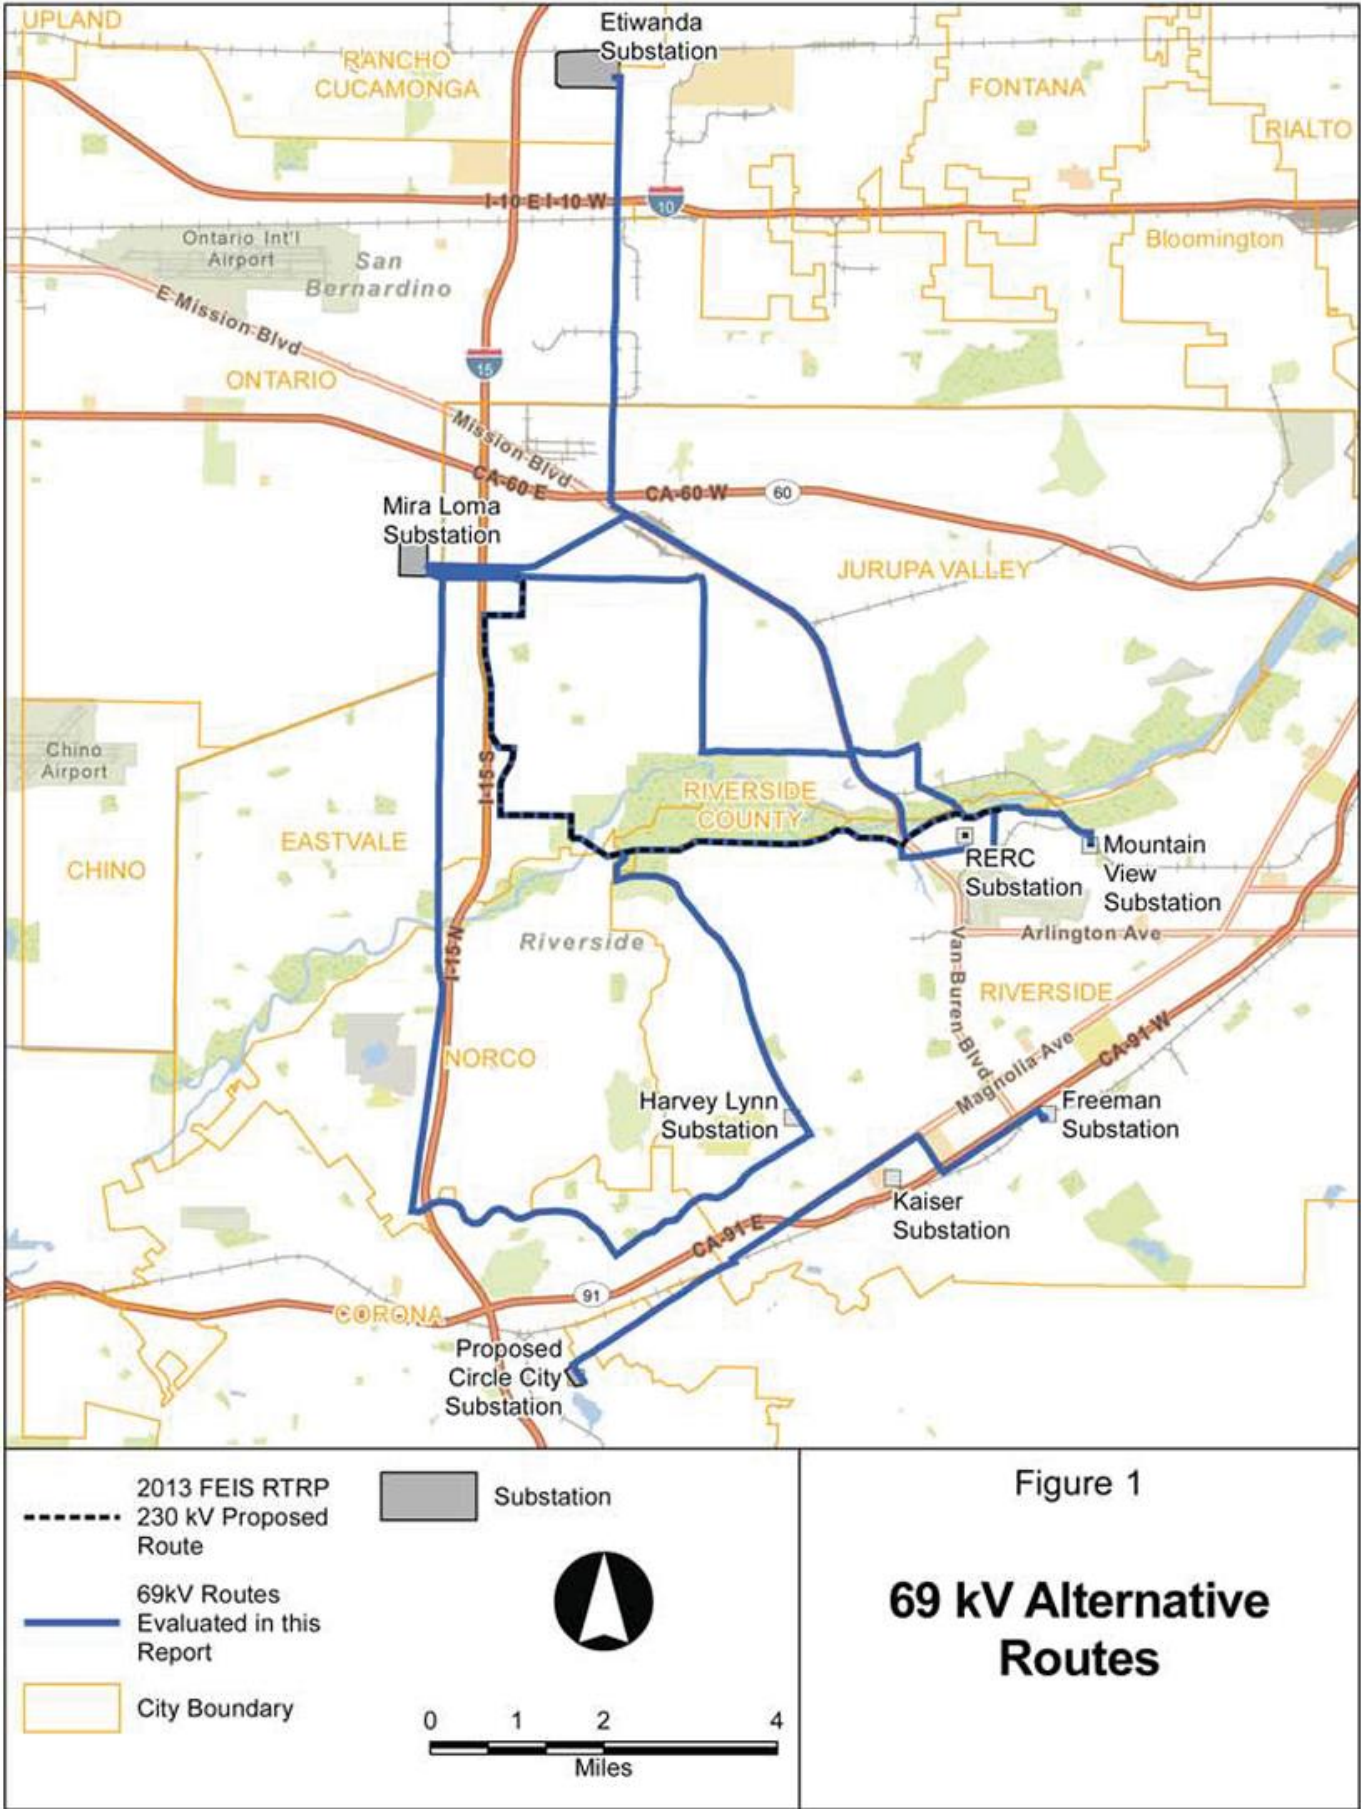 UPLAND
Etiwanda
Substation
RANCHO
CUCAMONGA
FONTANA
RIALTO
I-10 E I-10 W
10
Ontario Int'l
Airport
San
Bernardino
Bloomington
E Mission Blvd
15
ONTARIO
Mission Blvd
CA-60 E
CA-60 W
60
Mira Loma
Substation
JURUPA VALLEY
Chino
Airport
I-15 S
RIVERSIDE
COUNTY
EASTVALE
CHINO
RERC
Substation
Mountain
View
Substation
Riverside
Arlington Ave
I-15 N
Van Buren Blvd
RIVERSIDE
NORCO
Magnolia Ave
CA-91 W
Harvey Lynn
Substation
Freeman
Substation
Kaiser
Substation
CA-91 E
91
CORONA
Proposed
Circle City
Substation
2013 FEIS RTRP
230 kV Proposed
Route
Substation
69kV Routes
Evaluated in this
Report
City Boundary
0 1 2 4
Miles
Figure 1
69 kV Alternative
Routes